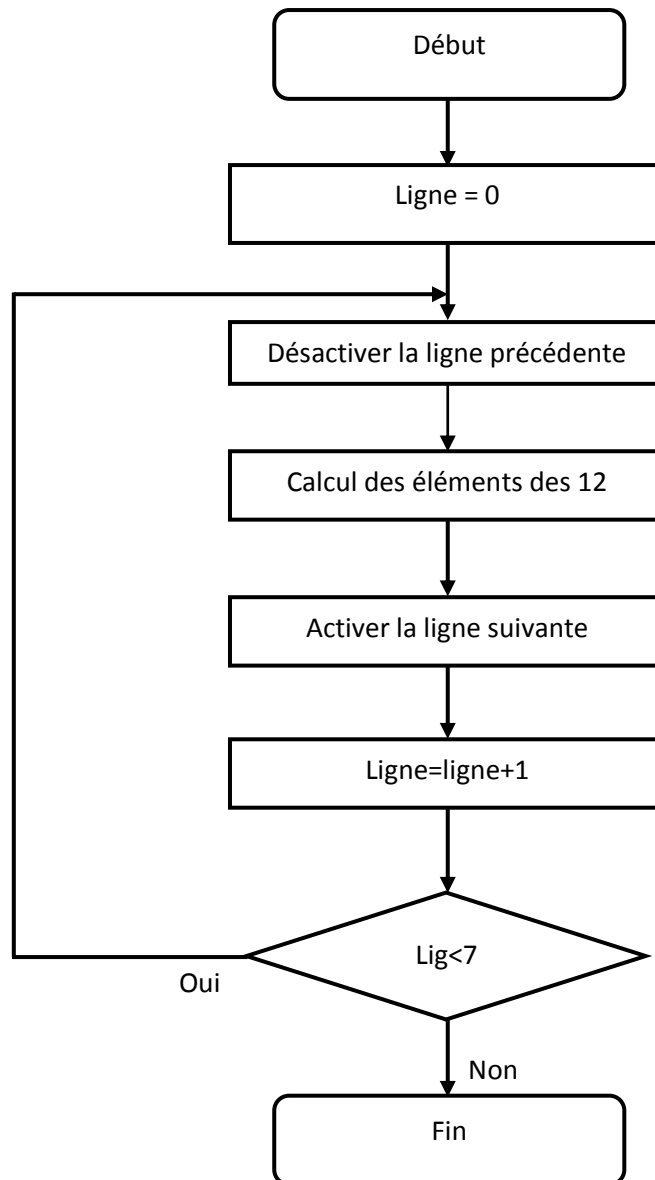 Début
Ligne = 0
Désactiver la ligne précédente
Calcul des éléments des 12
Activer la ligne suivante
Ligne=ligne+1
Lig<7
Oui
Non
Fin